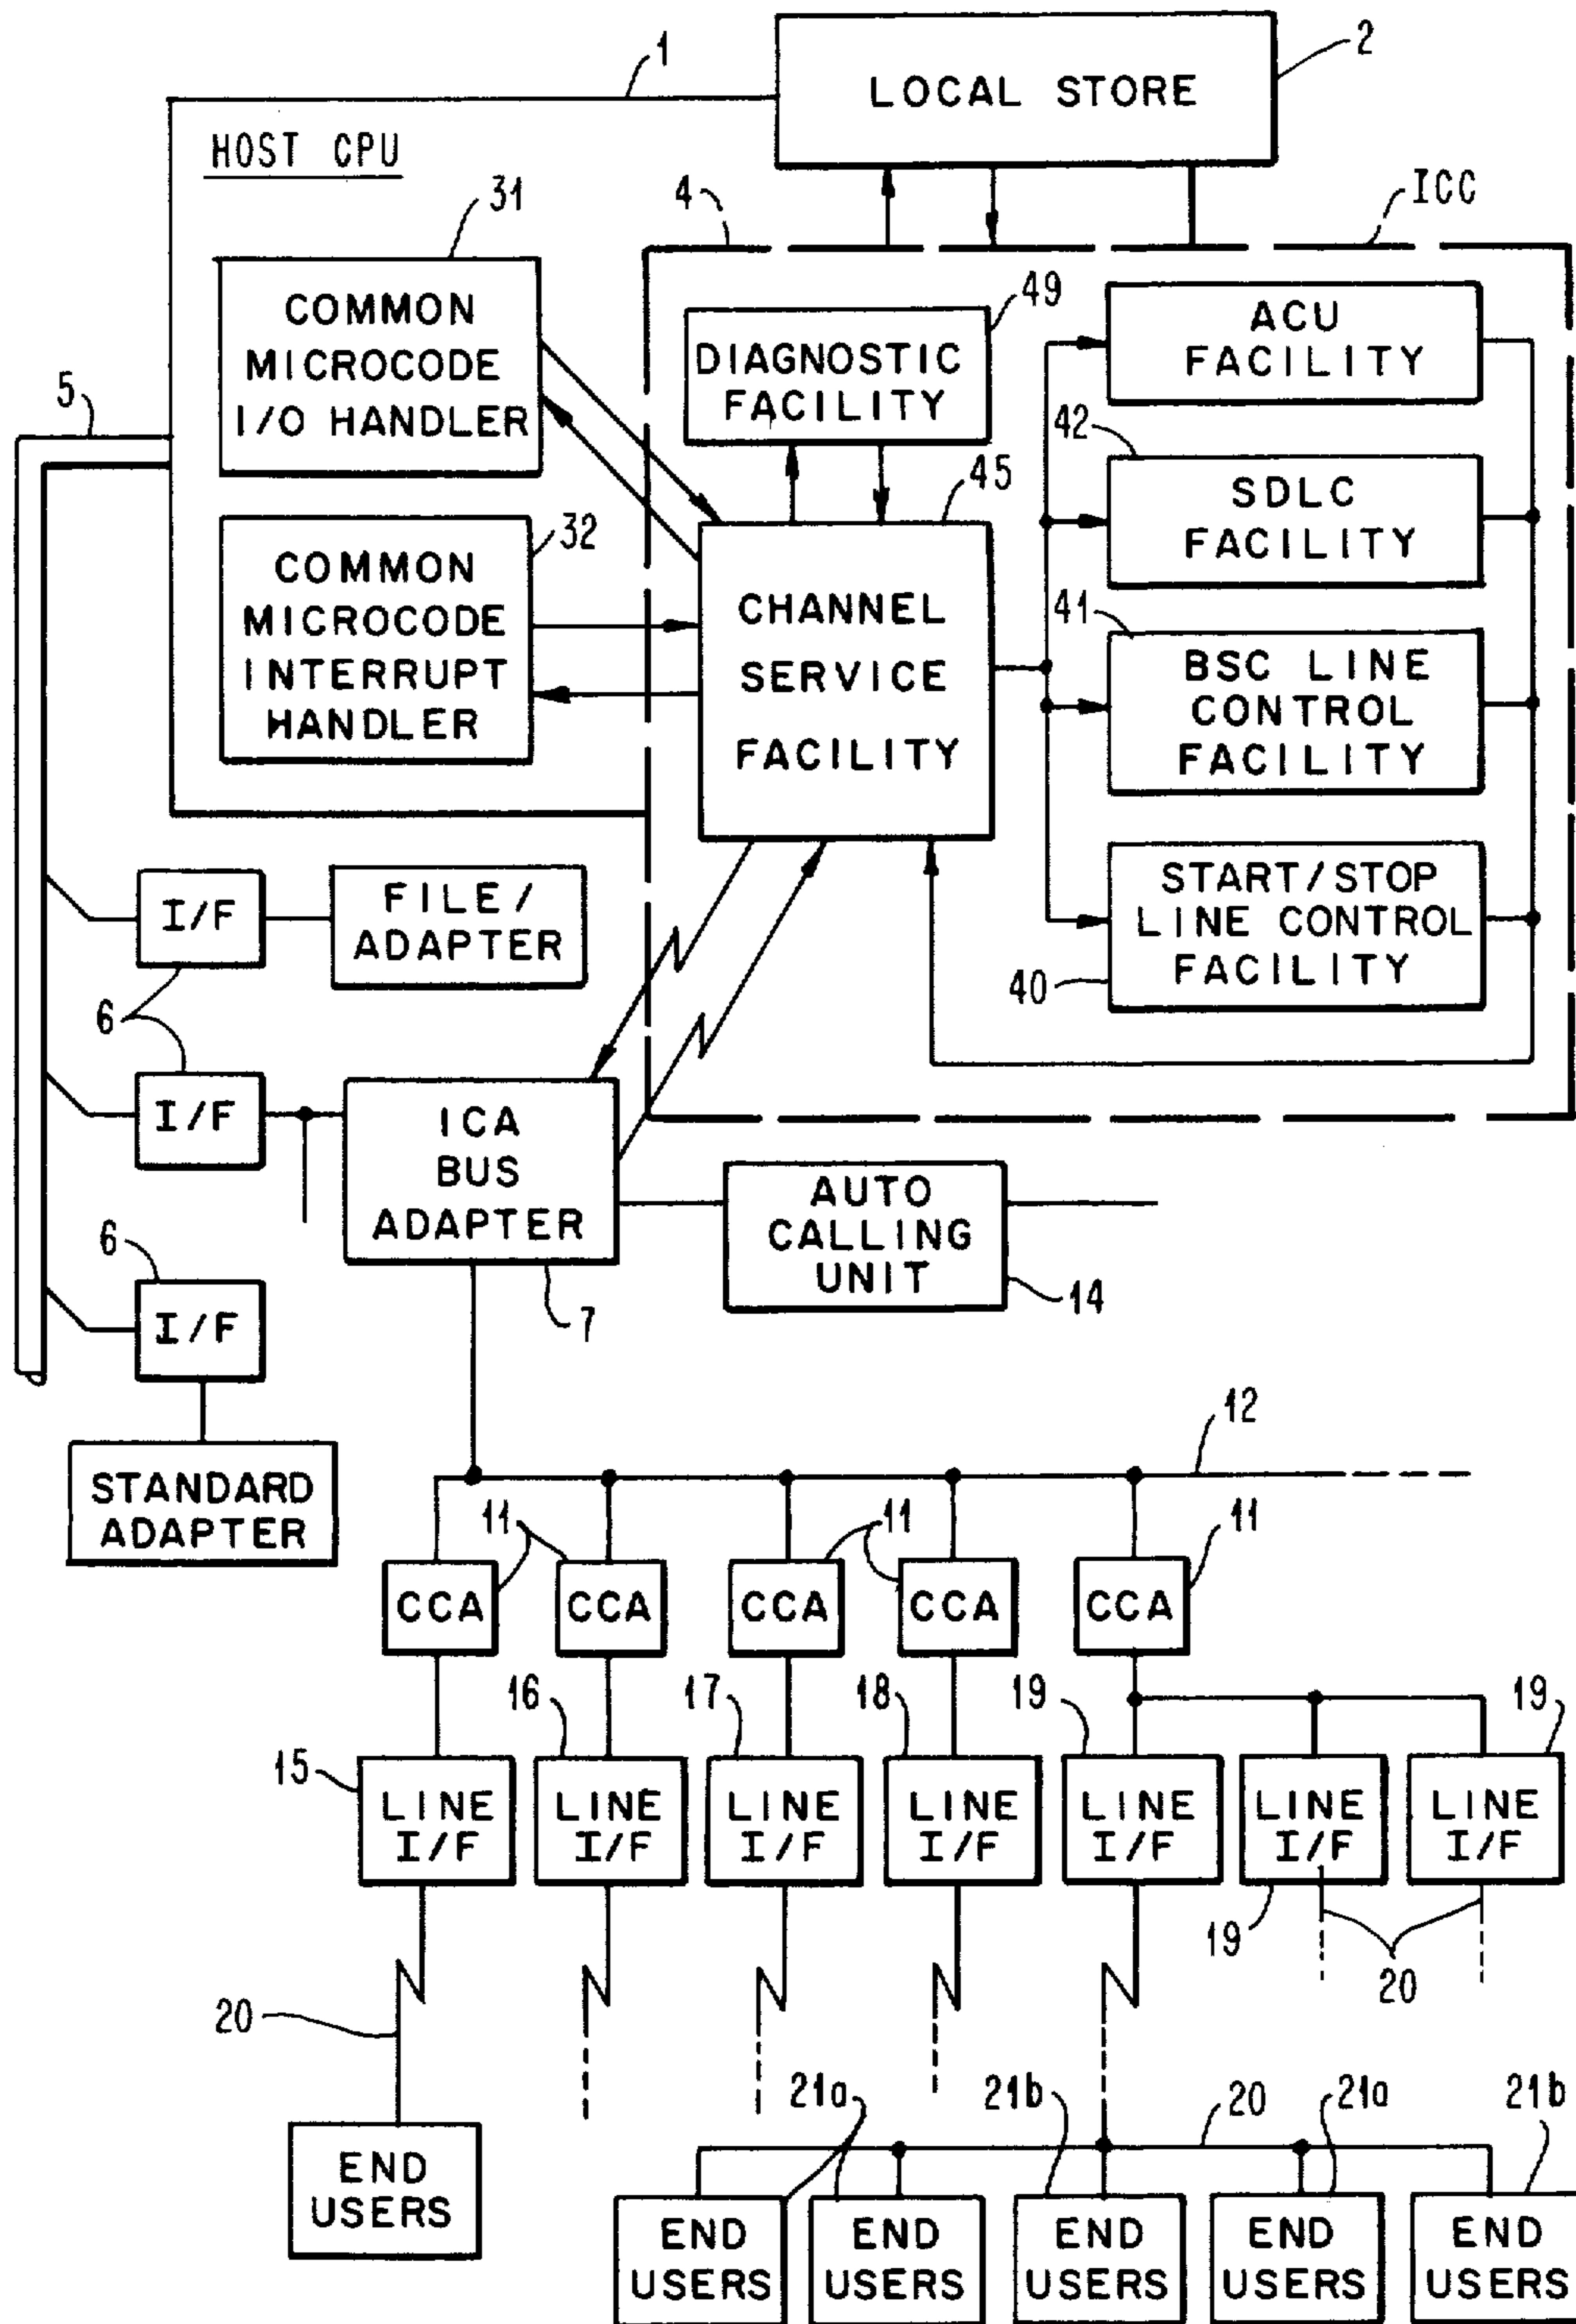 1
2
LOCAL STORE
HOST CPU
31
4
ICC
COMMON
MICROCODE
I/O HANDLER
49
DIAGNOSTIC
FACILITY
ACU
FACILITY
5
42
SDLC
FACILITY
45
32
COMMON
MICROCODE
INTERRUPT
HANDLER
CHANNEL
SERVICE
FACILITY
41
BSC LINE
CONTROL
FACILITY
START/STOP
LINE CONTROL
FACILITY
40
I/F
FILE/
ADAPTER
6
I/F
ICA
BUS
ADAPTER
7
AUTO
CALLING
UNIT
14
6
I/F
STANDARD
ADAPTER
12
11
11
11
CCA
CCA
CCA
CCA
CCA
15
16
17
18
19
19
LINE
I/F
LINE
I/F
LINE
I/F
LINE
I/F
LINE
I/F
LINE
I/F
LINE
I/F
19
20
20
END
USERS
21a
21b
20
21a
21b
END
USERS
END
USERS
END
USERS
END
USERS
END
USERS